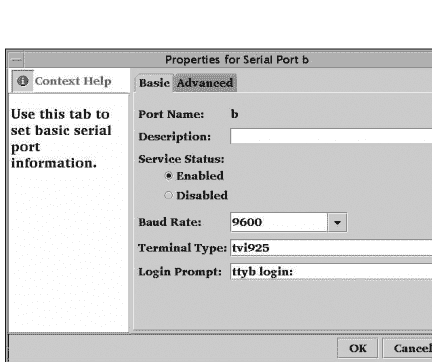 Properties for Serial Port b
Context Help
Basic Advanced
Use this tab to
set basic serial
port
information.
Port Name: b
Description:
Service Status:
Enabled
Disabled
Baud Rate: 9600
Terminal Type: tvi925
Login Prompt: ttyb login:
OK Cancel